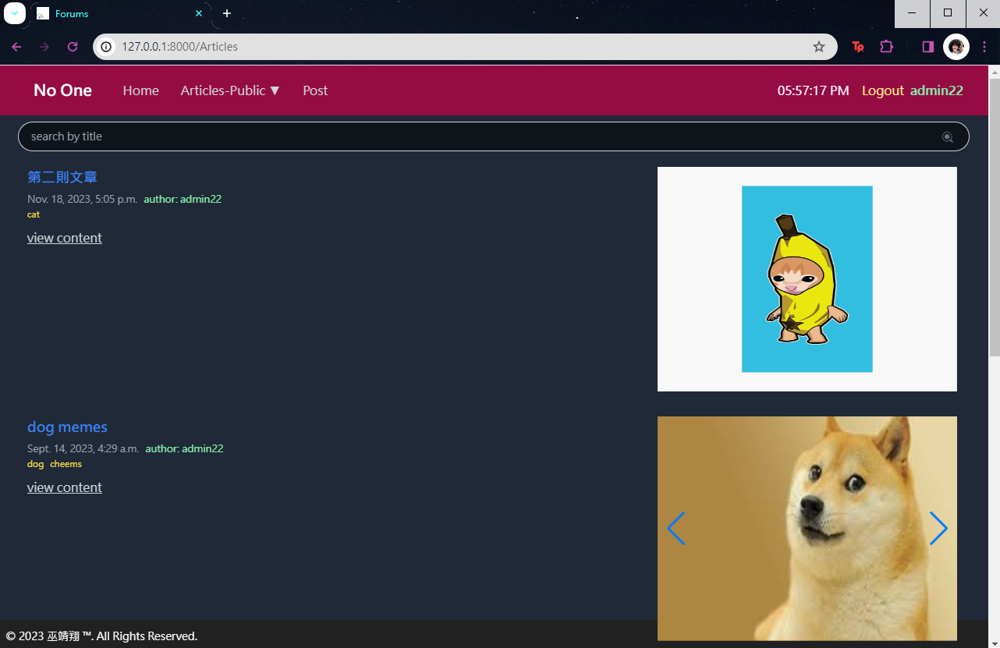 Forums
127.0.0.1:8000/Articles
No One Home Articles-Public ▼ Post 05:57:17 PM Logout admin22
search by title
第二則文章
Nov. 18, 2023, 5:05 p.m. author: admin22
cat
view content
dog memes
Sept. 14, 2023, 4:29 a.m. author: admin22
dog cheems
view content
© 2023 巫靖翔 ™. All Rights Reserved.